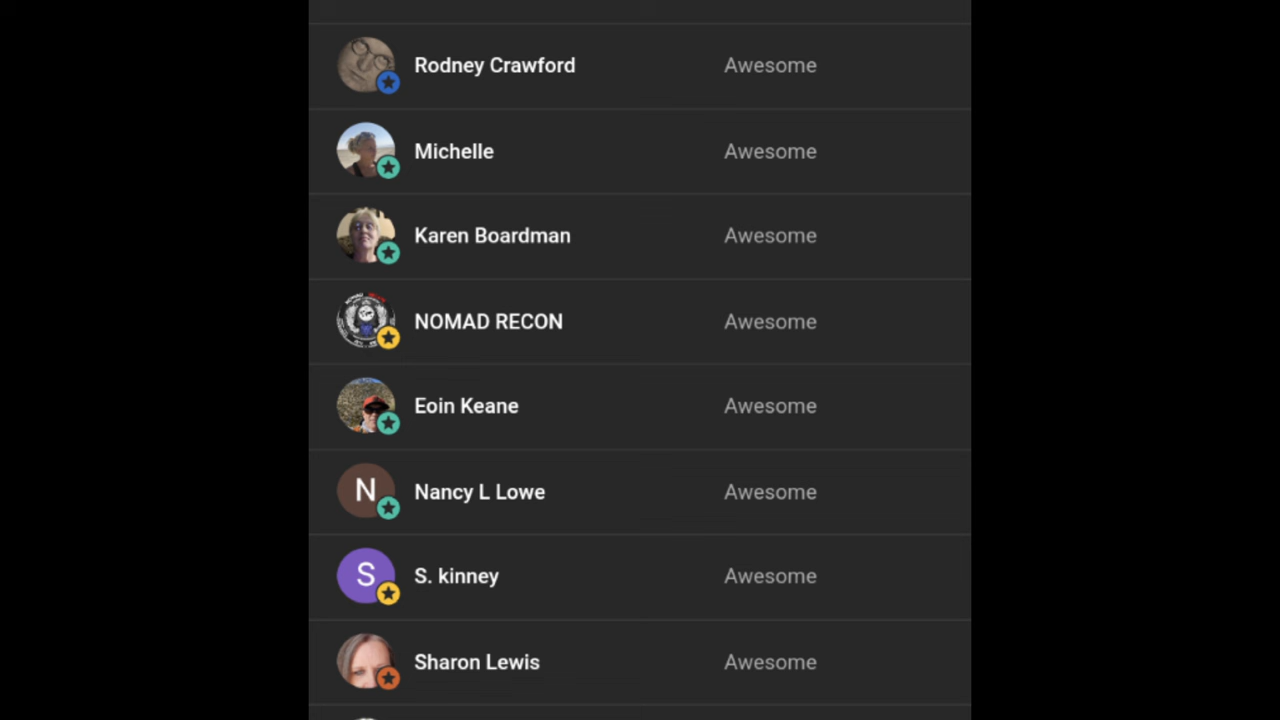 Rodney Crawford Awesome
Michelle Awesome
Karen Boardman Awesome
NOMAD RECON Awesome
Eoin Keane Awesome
N Nancy L Lowe Awesome
S S. kinney Awesome
Sharon Lewis Awesome